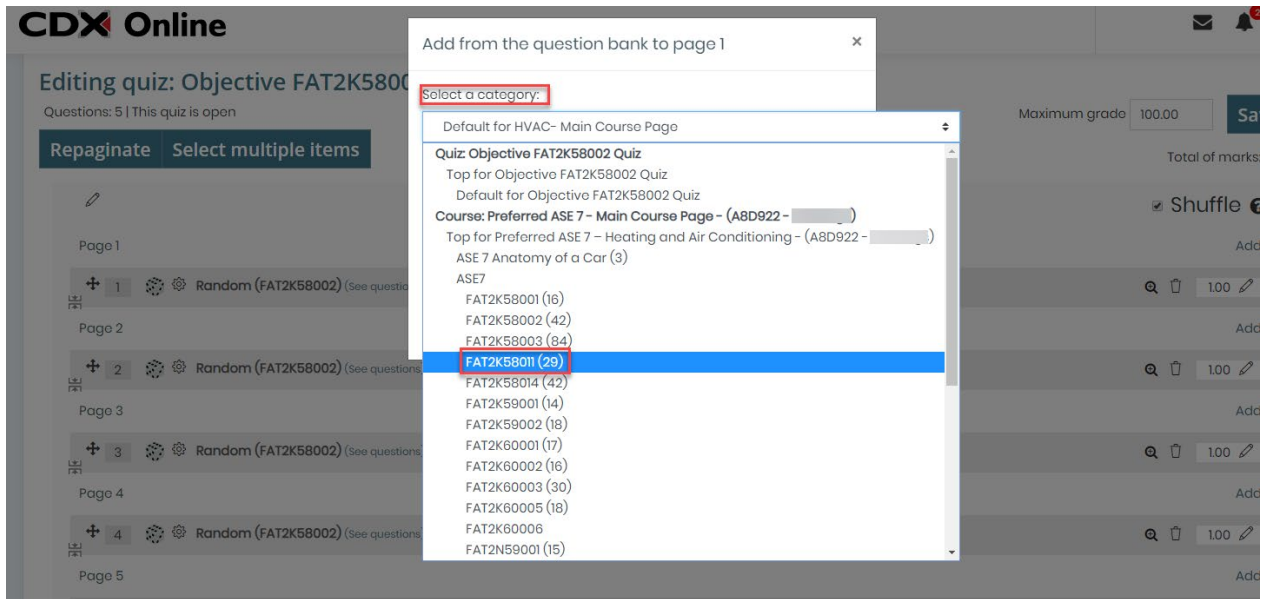 CDX Online
2
Add from the question bank to page 1
×
Editing quiz: Objective FAT2K580
Select a category:
Questions: 5 | This quiz is open
Maximum grade 100.00
Default for HVAC- Main Course Page
Repaginate Select multiple items
Total of marks:
Quiz: Objective FAT2K58002 Quiz
Top for Objective FAT2K58002 Quiz
Default for Objective FAT2K58002 Quiz
Shuffle
Course: Preferred ASE 7 - Main Course Page - (A8D922 - )
Top for Preferred ASE 7 – Heating and Air Conditioning - (A8D922 - )
Page 1
ASE 7 Anatomy of a Car (3)
ASE7
1 Random (FAT2K58002) (See questio
1.00
FAT2K58001 (16)
FAT2K58002 (42)
Page 2
FAT2K58003 (84)
FAT2K58011 (29)
2 Random (FAT2K58002) (See questions
1.00
FAT2K58014 (42)
Page 3
FAT2K59001 (14)
FAT2K59002 (18)
3 Random (FAT2K58002) (See questions
1.00
FAT2K60001 (17)
FAT2K60002 (16)
Page 4
FAT2K60003 (30)
FAT2K60005 (18)
4 Random (FAT2K58002) (See questions
1.00
FAT2K60006
FAT2N59001 (15)
Page 5